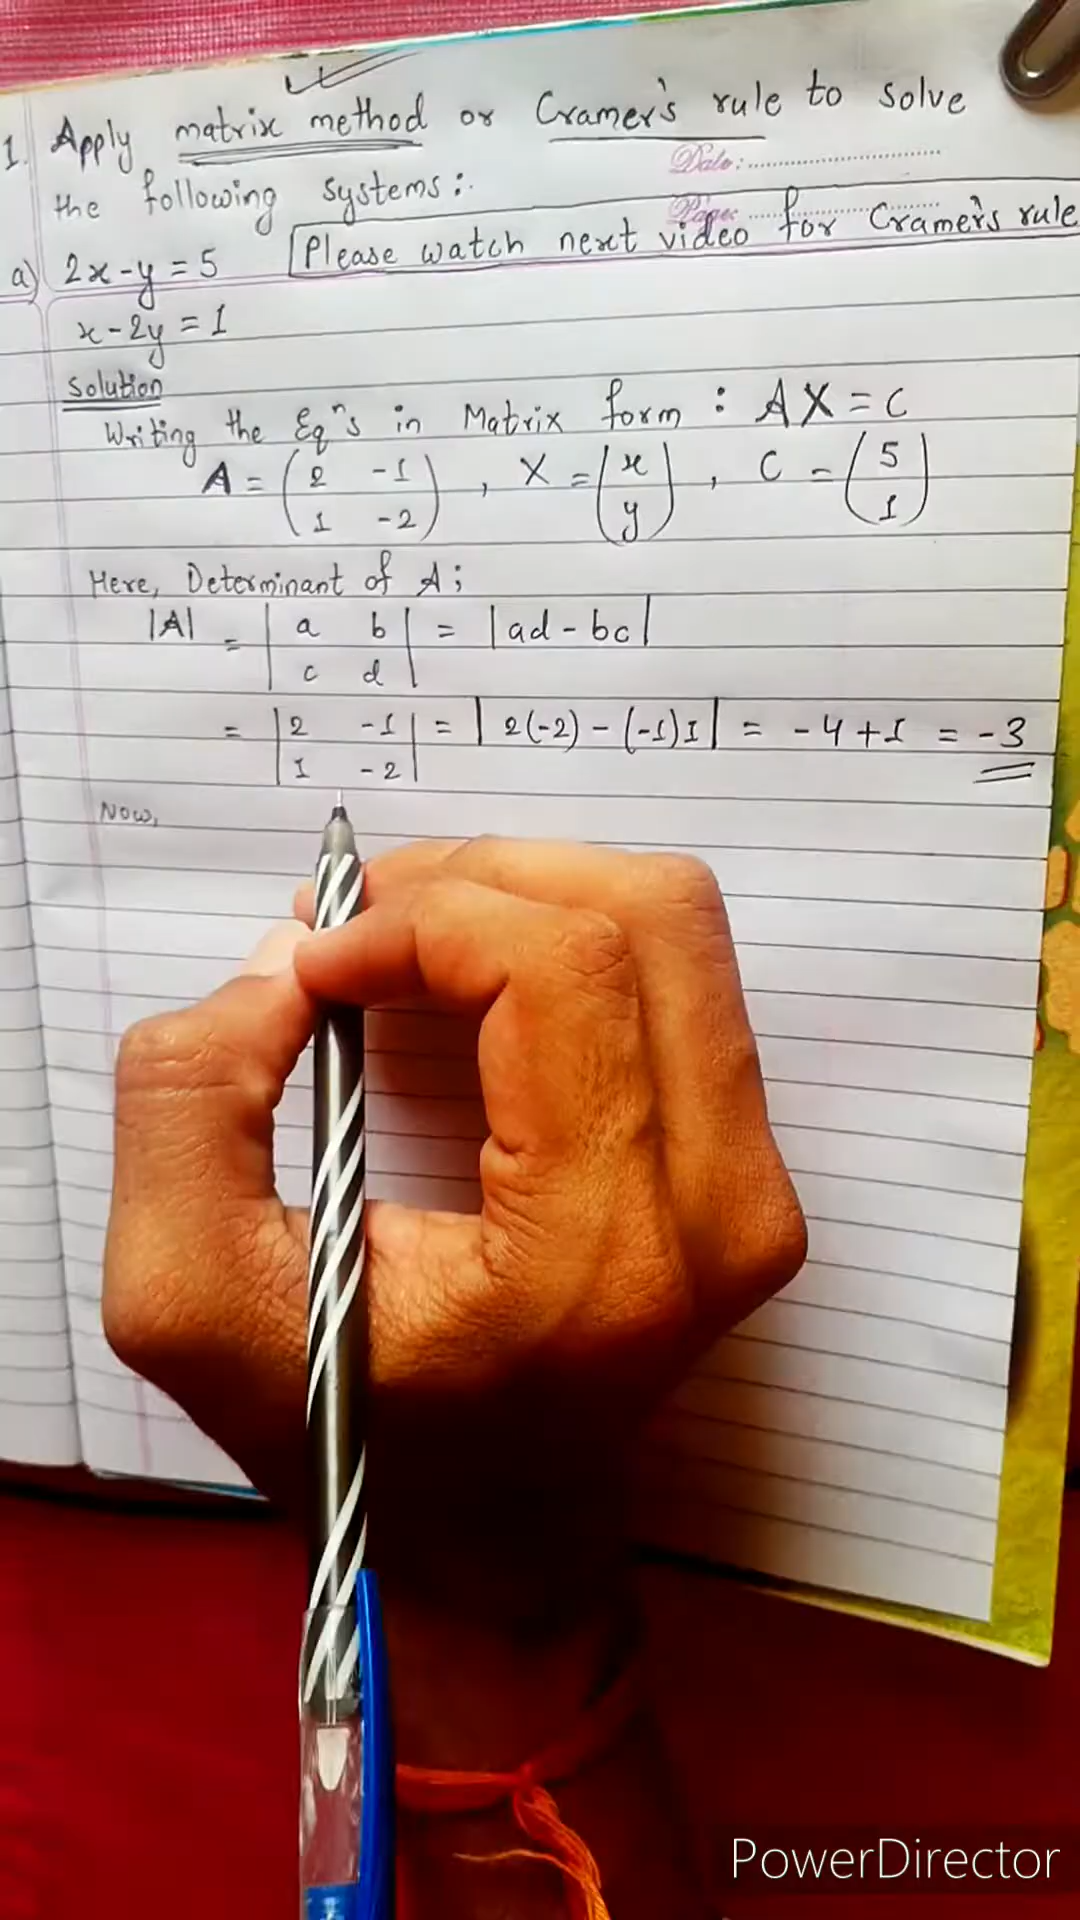 1. Apply matrix method or Cramer's rule to solve
Date:
the following systems:
Page:
Please watch next video for Cramer's rule
a) 2x-y = 5
x-2y = 1
Solution
Writing the Eqⁿs in Matrix form : AX = C
A = ( 2 -1 ) , X = ( x ) , C = ( 5 )
( 1 -2 ) ( y ) ( 1 )
Here, Determinant of A;
|A| = | a b | = |ad - bc|
| c d |
= | 2 -1 | = | 2(-2) - (-1)1 | = -4+1 = -3
| 1 -2 |
Now,
PowerDirector